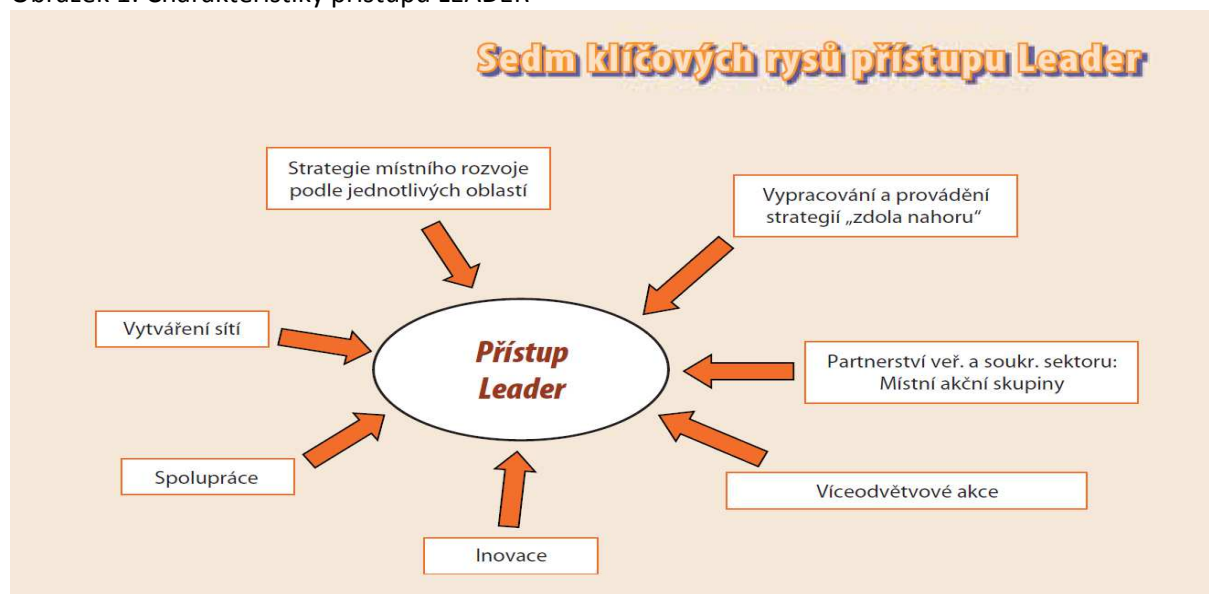 Obrázek 1: Charakteristiky přístupu LEADER
Sedm klíčových rysů přístupu Leader
Strategie místního rozvoje
podle jednotlivých oblastí
Vypracování a provádění
strategií „zdola nahoru“
Vytváření sítí
Přístup
Leader
Partnerství veř. a soukr. sektoru:
Místní akční skupiny
Spolupráce
Víceodvětvové akce
Inovace